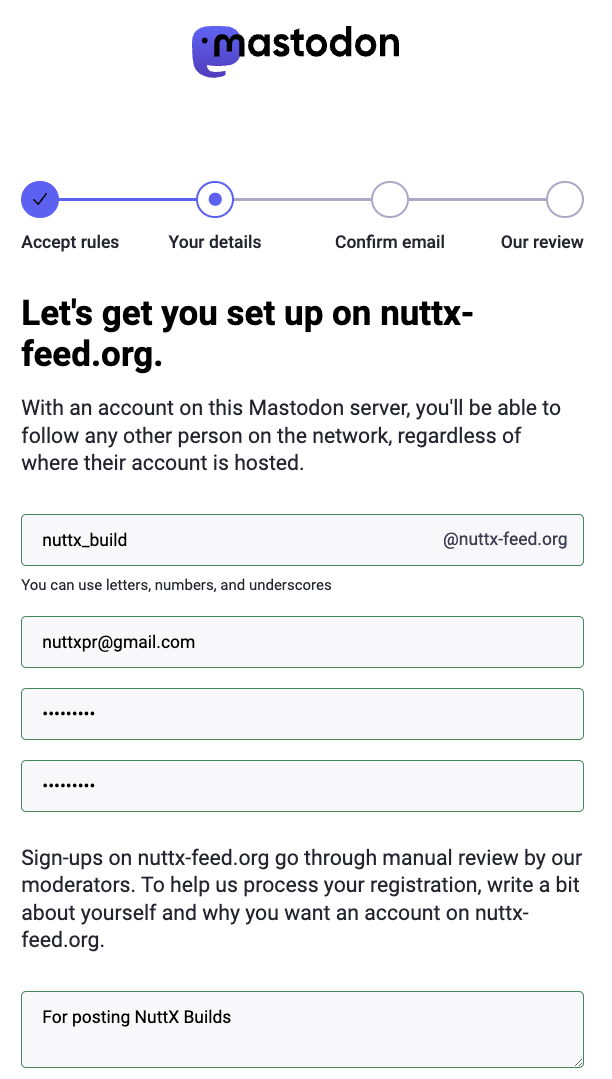 mastodon
Accept rules
Your details
Confirm email
Our review
Let's get you set up on nuttx-
feed.org.
With an account on this Mastodon server, you'll be able to
follow any other person on the network, regardless of
where their account is hosted.
nuttx_build @nuttx-feed.org
You can use letters, numbers, and underscores
nuttxpr@gmail.com
•••••••••
•••••••••
Sign-ups on nuttx-feed.org go through manual review by our
moderators. To help us process your registration, write a bit
about yourself and why you want an account on nuttx-
feed.org.
For posting NuttX Builds